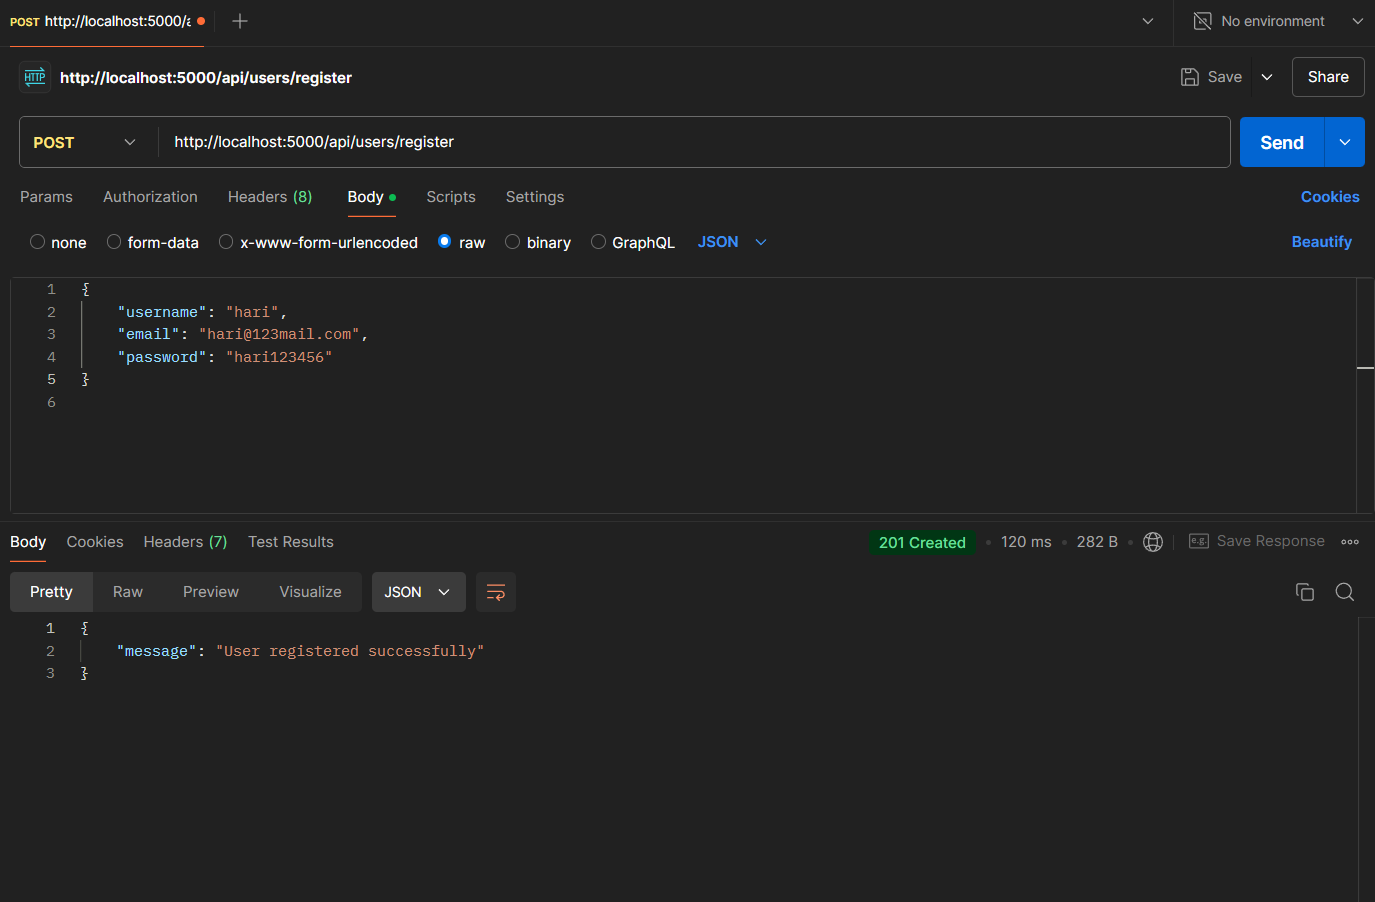 POST http://localhost:5000/a
No environment
HTTP http://localhost:5000/api/users/register
Save
Share
POST http://localhost:5000/api/users/register
Send
Params Authorization Headers (8) Body Scripts Settings Cookies
none form-data x-www-form-urlencoded raw binary GraphQL JSON Beautify
1 {
2 "username": "hari",
3 "email": "hari@123mail.com",
4 "password": "hari123456"
5 }
6
Body Cookies Headers (7) Test Results 201 Created 120 ms 282 B e.g. Save Response
Pretty Raw Preview Visualize JSON
1 {
2 "message": "User registered successfully"
3 }